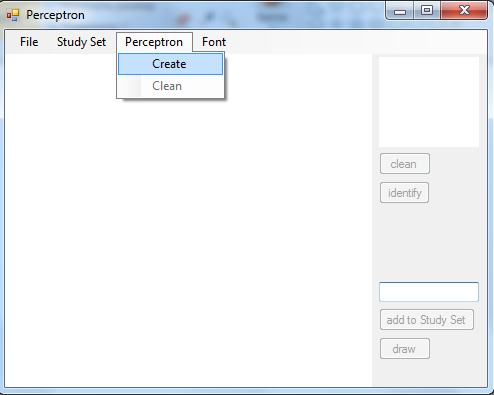 Perceptron
File Study Set Perceptron Font
Create
Clean
clean
identify
add to Study Set
draw